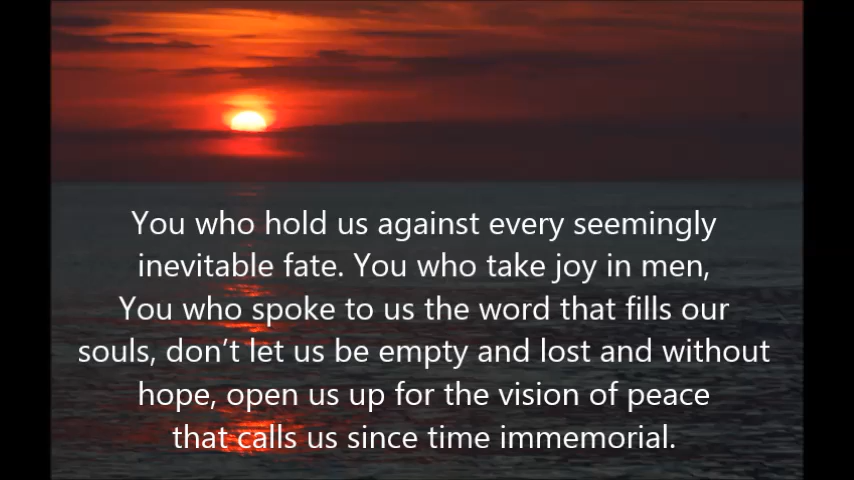 You who hold us against every seemingly
inevitable fate. You who take joy in men,
You who spoke to us the word that fills our
souls, don’t let us be empty and lost and without
hope, open us up for the vision of peace
that calls us since time immemorial.